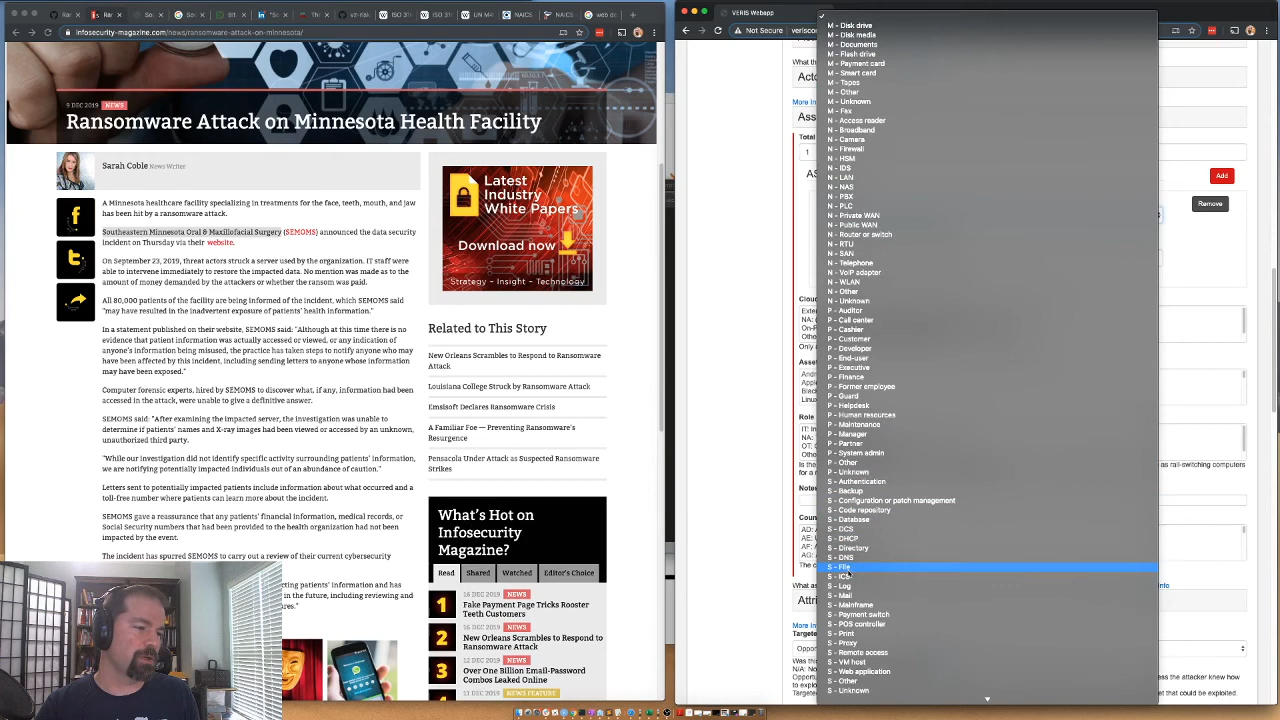 infosecurity-magazine.com/news/ransomware-attack-on-minnesota/
9 DEC 2019 NEWS
Ransomware Attack on Minnesota Health Facility
Sarah Coble News Writer
A Minnesota healthcare facility specializing in treatments for the face, teeth, mouth, and jaw
has been hit by a ransomware attack.
Southeastern Minnesota Oral & Maxillofacial Surgery (SEMOMS) announced the data security
incident on Thursday via their website.
On September 23, 2019, threat actors struck a server used by the organization. IT staff were
able to intervene immediately to restore the impacted data. No mention was made as to the
amount of money demanded by the attackers or whether the ransom was paid.
All 80,000 patients of the facility are being informed of the incident, which SEMOMS said
"may have resulted in the inadvertent exposure of patients' health information."
In a statement published on their website, SEMOMS said: "Although at this time there is no
evidence that patient information was actually accessed or viewed, or any indication of
anyone's information being misused, the practice has taken steps to notify anyone who may
have been affected by this incident, including sending letters to anyone whose information
may have been exposed."
Computer forensic experts, hired by SEMOMS to discover what, if any, information had been
accessed in the attack, were unable to give a definitive answer.
SEMOMS said: "After examining the impacted server, the investigation was unable to
determine if patients' names and X-ray images had been viewed or accessed by an unknown,
unauthorized third party.
"While our investigation did not identify specific activity surrounding patients' information,
we are notifying potentially impacted individuals out of an abundance of caution."
Letters sent to potentially impacted patients include information about what occurred and a
toll-free number where patients can learn more about the incident.
SEMOMS gave a reassurance that any patients' financial information, medical records, or
Social Security numbers that had been provided to the health organization had not been
impacted by the event.
The incident has spurred SEMOMS to carry out a review of their current cybersecurity
cting patients' information and has
in the future, including reviewing and
res."
Latest
Industry
White Papers
Download now
Strategy - Insight - Technology
Related to This Story
New Orleans Scrambles to Respond to Ransomware
Attack
Louisiana College Struck by Ransomware Attack
Emsisoft Declares Ransomware Crisis
A Familiar Foe — Preventing Ransomware's
Resurgence
Pensacola Under Attack as Suspected Ransomware
Strikes
What's Hot on
Infosecurity
Magazine?
Read Shared Watched Editor's Choice
1 16 DEC 2019 NEWS
Fake Payment Page Tricks Rooster
Teeth Customers
2 16 DEC 2019 NEWS
New Orleans Scrambles to Respond to
Ransomware Attack
3 12 DEC 2019 NEWS
Over One Billion Email-Password
Combos Leaked Online
11 DEC 2019 NEWS FEATURE
VERIS Webapp
Not Secure
Add
Remove
M - Disk drive
M - Disk media
M - Documents
M - Flash drive
M - Payment card
M - Smart card
M - Tapes
M - Other
M - Unknown
M - Fax
N - Access reader
N - Broadband
N - Camera
N - Firewall
N - HSM
N - IDS
N - LAN
N - NAS
N - PBX
N - PLC
N - Private WAN
N - Public WAN
N - Router or switch
N - RTU
N - SAN
N - Telephone
N - VoIP adaptor
N - WLAN
N - Other
N - Unknown
P - Auditor
P - Call center
P - Cashier
P - Customer
P - Developer
P - End-user
P - Executive
P - Finance
P - Former employee
P - Guard
P - Helpdesk
P - Human resources
P - Maintenance
P - Manager
P - Partner
P - System admin
P - Other
P - Unknown
S - Authentication
S - Backup
S - Configuration or patch management
S - Code repository
S - Database
S - DCS
S - DHCP
S - Directory
S - DNS
S - File
S - ICS
S - Log
S - Mail
S - Mainframe
S - Payment switch
S - POS controller
S - Print
S - Proxy
S - Remote access
S - VM host
S - Web application
S - Other
S - Unknown